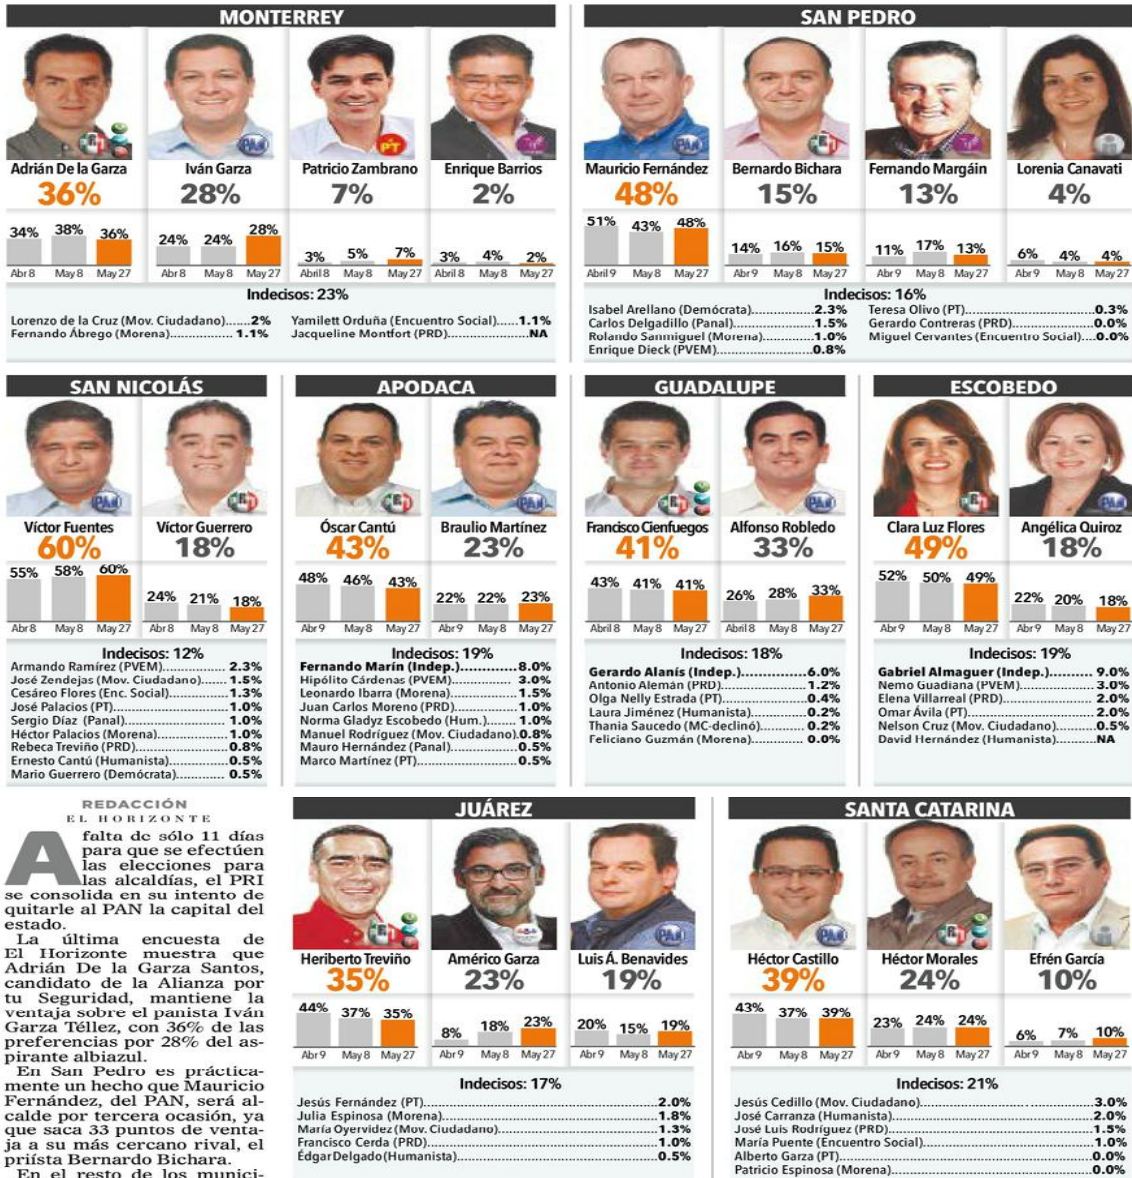 MONTERREY
Adrián De la Garza
36%
34% 38% 36%
Abr 8 May 8 May 27
PAN
Iván Garza
28%
24% 24% 28%
Abr 8 May 8 May 27
PT
Patricio Zambrano
7%
3% 5% 7%
Abril 8 May 8 May 27
Enrique Barrios
2%
3% 4% 2%
Abril 8 May 8 May 27
Indecisos: 23%
Lorenzo de la Cruz (Mov. Ciudadano)......2%
Fernando Ábrego (Morena)................ 1.1%
Yamilett Orduña (Encuentro Social)......1.1%
Jacqueline Montfort (PRD)....................NA
SAN PEDRO
PAN
Mauricio Fernández
48%
51% 43% 48%
Abril 9 May 8 May 27
PRI
Bernardo Bichara
15%
14% 16% 15%
Abr 9 May 8 May 27
Fernando Margáin
13%
11% 17% 13%
Abr 9 May 8 May 27
Lorenia Canavati
4%
6% 4% 4%
Abr 9 May 8 May 27
Indecisos: 16%
Isabel Arellano (Demócrata)...................2.3%
Carlos Delgadillo (Panal).......................1.5%
Rolando Sanmiguel (Morena)................1.0%
Enrique Dieck (PVEM)............................0.8%
Teresa Olivo (PT)..................................0.3%
Gerardo Contreras (PRD).......................0.0%
Miguel Cervantes (Encuentro Social)....0.0%
SAN NICOLÁS
PAN
Víctor Fuentes
60%
55% 58% 60%
Abr 8 May 8 May 27
PRI
Víctor Guerrero
18%
24% 21% 18%
Abr 8 May 8 May 27
Indecisos: 12%
Armando Ramírez (PVEM)................ 2.3%
José Zendejas (Mov. Ciudadano)...... 1.5%
Cesáreo Flores (Enc. Social)............... 1.3%
José Palacios (PT)............................ 1.0%
Sergio Díaz (Panal).......................... 1.0%
Héctor Palacios (Morena)................. 1.0%
Rebeca Treviño (PRD)....................... 0.8%
Ernesto Cantú (Humanista).............. 0.5%
Mario Guerrero (Demócrata)............. 0.5%
APODACA
PRI
Óscar Cantú
43%
48% 46% 43%
Abr 9 May 8 May 27
PAN
Braulio Martínez
23%
22% 22% 23%
Abr 9 May 8 May 27
Indecisos: 19%
Fernando Marín (Indep.)............8.0%
Hipólito Cárdenas (PVEM)............... 3.0%
Leonardo Ibarra (Morena)................1.5%
Juan Carlos Moreno (PRD)..............1.0%
Norma Gladyz Escobedo (Hum.)..... 1.0%
Manuel Rodríguez (Mov. Ciudadano).0.8%
Mauro Hernández (Panal)................0.5%
Marco Martínez (PT).......................0.5%
GUADALUPE
PRI
Francisco Cienfuegos
41%
43% 41% 41%
Abril 8 May 8 May 27
PAN
Alfonso Robledo
33%
26% 28% 33%
Abril 8 May 8 May 27
Indecisos: 18%
Gerardo Alanís (Indep.)..............6.0%
Antonio Alemán (PRD)....................1.2%
Olga Nelly Estrada (PT)...................0.4%
Laura Jiménez (Humanista)............0.2%
Thania Saucedo (MC-declinó)..........0.2%
Feliciano Guzmán (Morena)............ 0.0%
ESCOBEDO
PRI
Clara Luz Flores
49%
52% 50% 49%
Abr 9 May 8 May 27
PAN
Angélica Quiroz
18%
22% 20% 18%
Abr 9 May 8 May 27
Indecisos: 19%
Gabriel Almaguer (Indep.).......... 9.0%
Nemo Guadiana (PVEM)..................3.0%
Elena Villarreal (PRD)..................... 2.0%
Omar Ávila (PT).............................. 2.0%
Nelson Cruz (Mov. Ciudadano)........0.5%
David Hernández (Humanista).........NA
REDACCIÓN
EL HORIZONTE
A falta de sólo 11 días
para que se efectúen
las elecciones para
las alcaldías, el PRI
se consolida en su intento de
quitarle al PAN la capital del
estado.
La última encuesta de
El Horizonte muestra que
Adrián De la Garza Santos,
candidato de la Alianza por
tu Seguridad, mantiene la
ventaja sobre el panista Iván
Garza Téllez, con 36% de las
preferencias por 28% del as-
pirante albiazul.
En San Pedro es práctica-
mente un hecho que Mauricio
Fernández, del PAN, será al-
calde por tercera ocasión, ya
que saca 33 puntos de venta-
ja a su más cercano rival, el
priísta Bernardo Bichara.
En el resto de los munici-
JUÁREZ
PRI
Heriberto Treviño
35%
44% 37% 35%
Abr 9 May 8 May 27
Américo Garza
23%
8% 18% 23%
Abr 9 May 8 May 27
PAN
Luis Á. Benavides
19%
20% 15% 19%
Abr 9 May 8 May 27
Indecisos: 17%
Jesús Fernández (PT)....................................................2.0%
Julia Espinosa (Morena)................................................1.8%
María Oyervidez (Mov. Ciudadano)................................1.3%
Francisco Cerda (PRD)..................................................1.0%
Édgar Delgado (Humanista)..........................................0.5%
SANTA CATARINA
PAN
Héctor Castillo
39%
43% 37% 39%
Abr 9 May 8 May 27
PRI
Héctor Morales
24%
23% 24% 24%
Abr 9 May 8 May 27
Efrén García
10%
6% 7% 10%
Abr 9 May 8 May 27
Indecisos: 21%
Jesús Cedillo (Mov. Ciudadano).....................................3.0%
José Carranza (Humanista)...........................................2.0%
José Luis Rodríguez (PRD)............................................1.5%
María Puente (Encuentro Social)...................................1.0%
Alberto Garza (PT)........................................................0.0%
Patricio Espinosa (Morena)...........................................0.0%